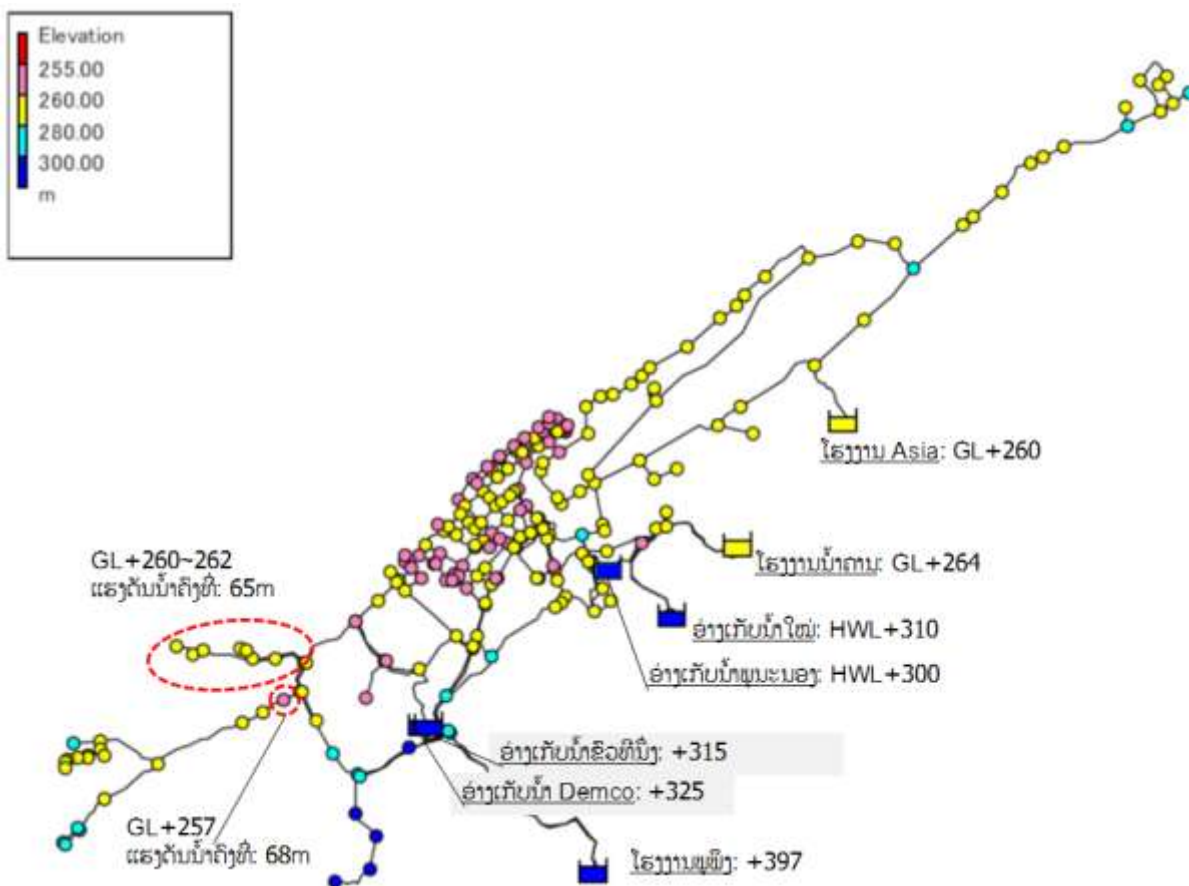 Elevation
255.00
260.00
280.00
300.00
m
ໂຮງງານ Asia: GL+260
GL+260~262
ແຮງດັນນ້ຳຄົງທີ່: 65m
ໂຮງງານນ້ຳຄານ: GL+264
ອ່າງເກັບນ້ຳໃໝ່: HWL+310
ອ່າງເກັບນ້ຳພູນະນອງ: HWL+300
ອ່າງເກັບນ້ຳຂົວທີນຶ່ງ: +315
ອ່າງເກັບນ້ຳ Demco: +325
GL+257
ແຮງດັນນ້ຳຄົງທີ່: 68m
ໂຮງງານພູພຶງ +397